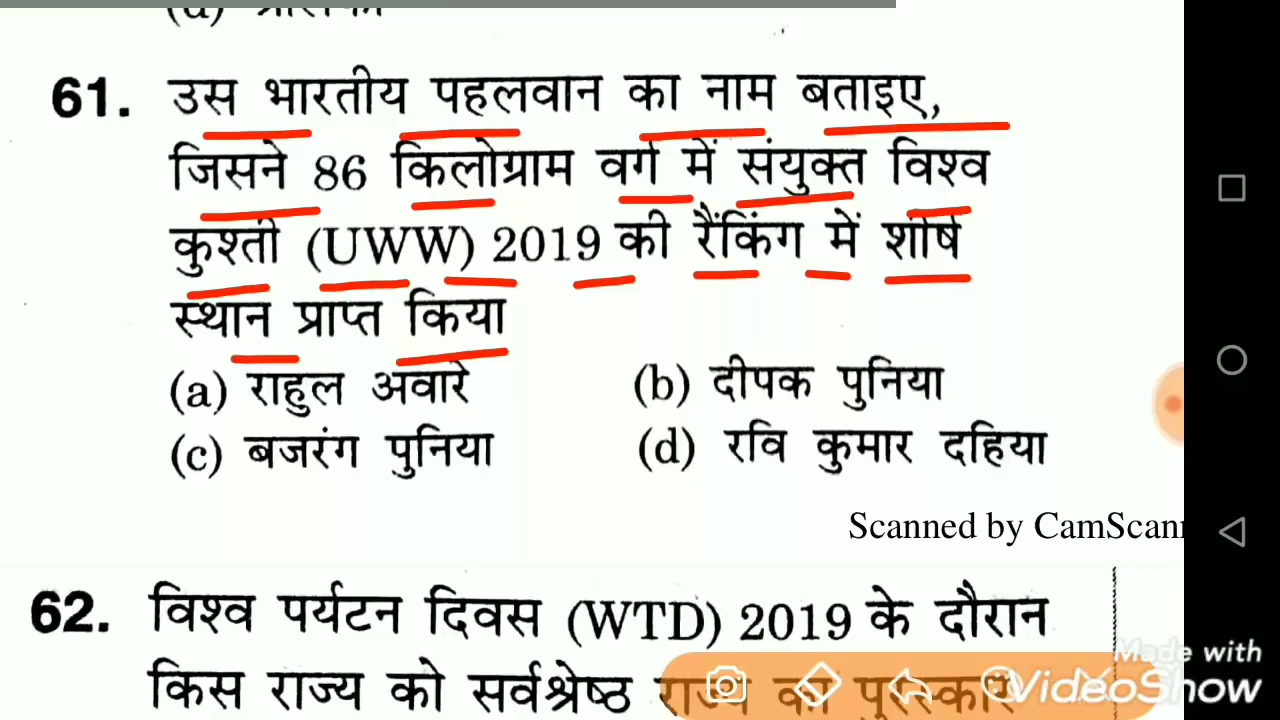 61. उस भारतीय पहलवान का नाम बताइए,
जिसने 86 किलोग्राम वर्ग में संयुक्त विश्व
कुश्ती (UWW) 2019 की रैंकिंग में शीर्ष
स्थान प्राप्त किया
(a) राहुल अवारे (b) दीपक पुनिया
(c) बजरंग पुनिया (d) रवि कुमार दहिया
Scanned by
62. विश्व पर्यटन दिवस (WTD) 2019 के दौरान
किस राज्य को सर्वश्रेष्ठ राज्य का पुरस्कार
Made with
VideoShow